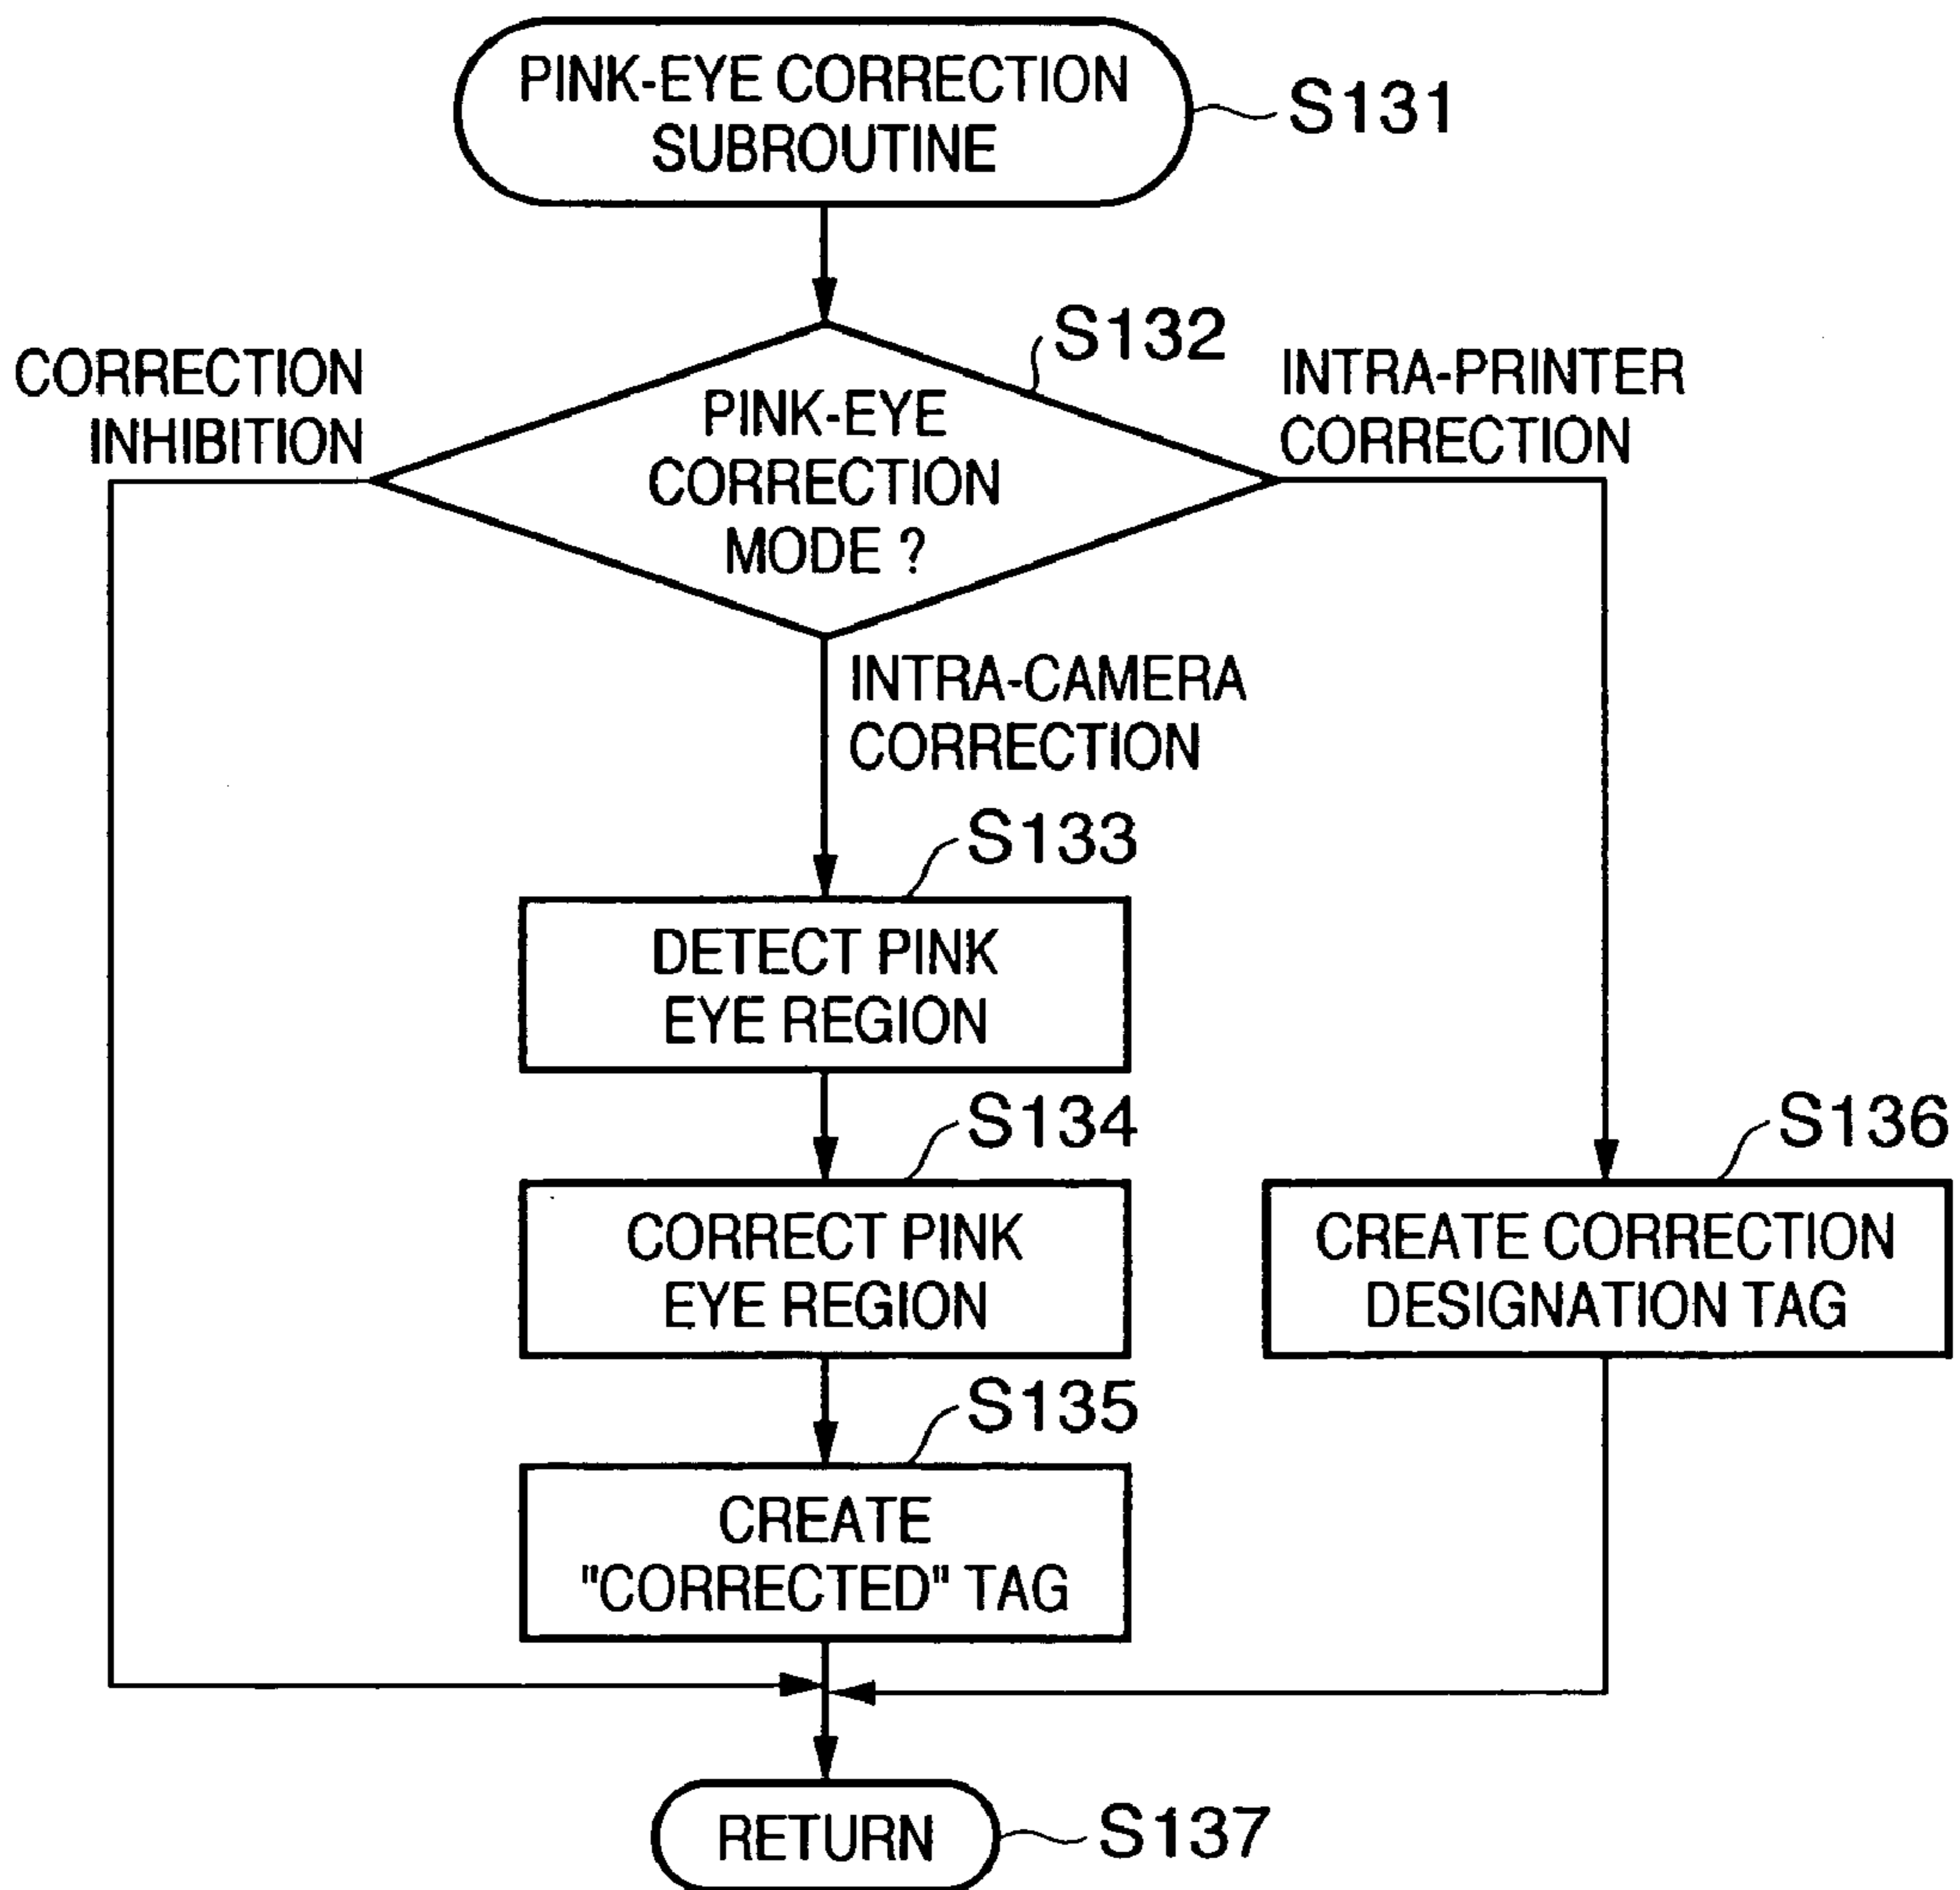 PINK-EYE CORRECTION
SUBROUTINE
S131
S132
CORRECTION
INHIBITION
PINK-EYE
CORRECTION
MODE ?
INTRA-PRINTER
CORRECTION
INTRA-CAMERA
CORRECTION
S133
DETECT PINK
EYE REGION
S134
CORRECT PINK
EYE REGION
S136
CREATE CORRECTION
DESIGNATION TAG
S135
CREATE
"CORRECTED" TAG
RETURN
S137